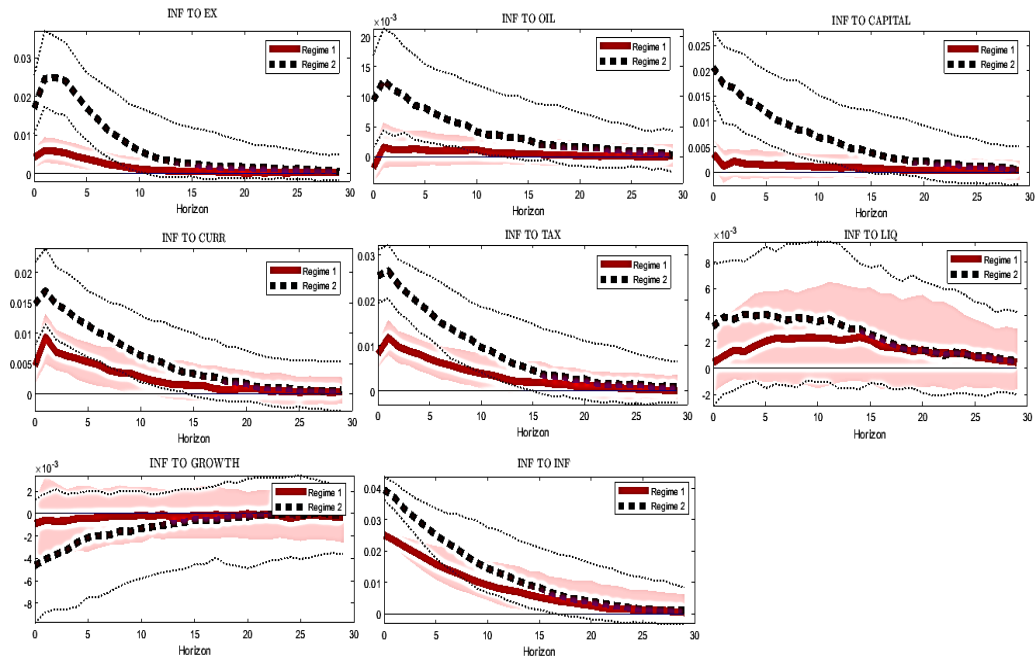 INF TO EX
0.03
0.02
0.01
0
Regime 1
Regime 2
0 5 10 15 20 25 30
Horizon
INF TO OIL
×10⁻³
20
15
10
5
0
-5
Regime 1
Regime 2
0 5 10 15 20 25 30
Horizon
INF TO CAPITAL
0.025
0.02
0.015
0.01
0.005
0
Regime 1
Regime 2
0 5 10 15 20 25 30
Horizon
INF TO CURR
0.02
0.015
0.01
0.005
0
Regime 1
Regime 2
0 5 10 15 20 25 30
Horizon
INF TO TAX
0.03
0.02
0.01
0
Regime 1
Regime 2
0 5 10 15 20 25 30
Horizon
INF TO LIQ
×10⁻³
8
6
4
2
0
-2
Regime 1
Regime 2
0 5 10 15 20 25 30
Horizon
INF TO GROWTH
×10⁻³
2
0
-2
-4
-6
-8
Regime 1
Regime 2
0 5 10 15 20 25 30
Horizon
INF TO INF
0.04
0.03
0.02
0.01
0
Regime 1
Regime 2
0 5 10 15 20 25 30
Horizon